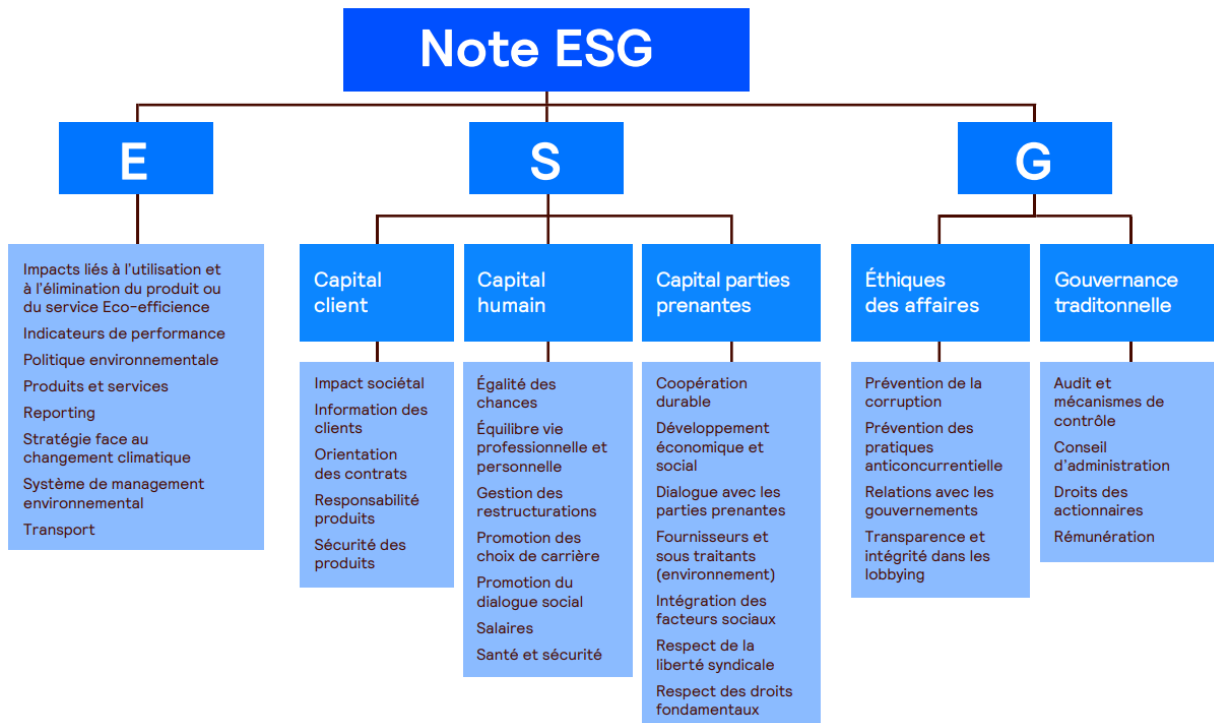 Note ESG
E
S
G
Impacts liés à l'utilisation et
à l'élimination du produit ou
du service Eco-efficience
Indicateurs de performance
Politique environnementale
Produits et services
Reporting
Stratégie face au
changement climatique
Système de management
environnemental
Transport
Capital
client
Impact sociétal
Information des
clients
Orientation
des contrats
Responsabilité
produits
Sécurité des
produits
Capital
humain
Égalité des
chances
Équilibre vie
professionnelle et
personnelle
Gestion des
restructurations
Promotion des
choix de carrière
Promotion du
dialogue social
Salaires
Santé et sécurité
Capital parties
prenantes
Coopération
durable
Développement
économique et
social
Dialogue avec les
parties prenantes
Fournisseurs et
sous traitants
(environnement)
Intégration des
facteurs sociaux
Respect de la
liberté syndicale
Respect des droits
fondamentaux
Éthiques
des affaires
Prévention de la
corruption
Prévention des
pratiques
anticoncurrentielle
Relations avec les
gouvernements
Transparence et
intégrité dans les
lobbying
Gouvernance
traditonnelle
Audit et
mécanismes de
contrôle
Conseil
d'administration
Droits des
actionnaires
Rémunération